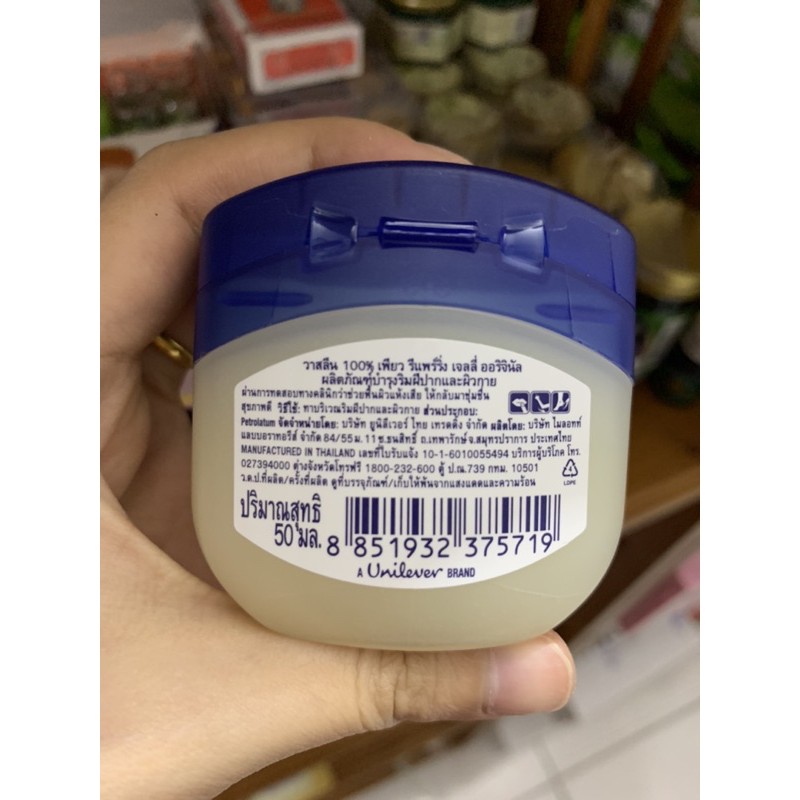 วาสลีน 100% เพียว รีแพร์ริ่ง เจลลี่ ออริจินัล
ผลิตภัณฑ์บำรุงริมฝีปากและผิวกาย
ผ่านการทดสอบทางคลินิกว่าช่วยฟื้นผิวแห้งเสีย ให้กลับมาชุ่มชื่น
สุขภาพดี วิธีใช้: ทาบริเวณริมฝีปากและผิวกาย ส่วนประกอบ:
Petrolatum จัดจำหน่ายโดย: บริษัท ยูนิลีเวอร์ ไทย เทรดดิ้ง จำกัด ผลิตโดย: บริษัท ไมลอทท์
แลบบอราทอรีส์ จำกัด 84/55 ม.11 ซ.ธนสิทธิ์ ถ.เทพารักษ์ จ.สมุทรปราการ ประเทศไทย
MANUFACTURED IN THAILAND เลขที่ใบรับแจ้ง 10-1-6010055494 บริการผู้บริโภค โทร.
027394000 ต่างจังหวัดโทรฟรี 1800-232-600 ตู้ ป.ณ.739 กทม. 10501
ว.ด.ป.ที่ผลิต/ครั้งที่ผลิต ดูที่บรรจุภัณฑ์/เก็บให้พ้นจากแสงแดดและความร้อน
LDPE
ปริมาณสุทธิ
50 มล.
8 851932 375719
A Unilever BRAND